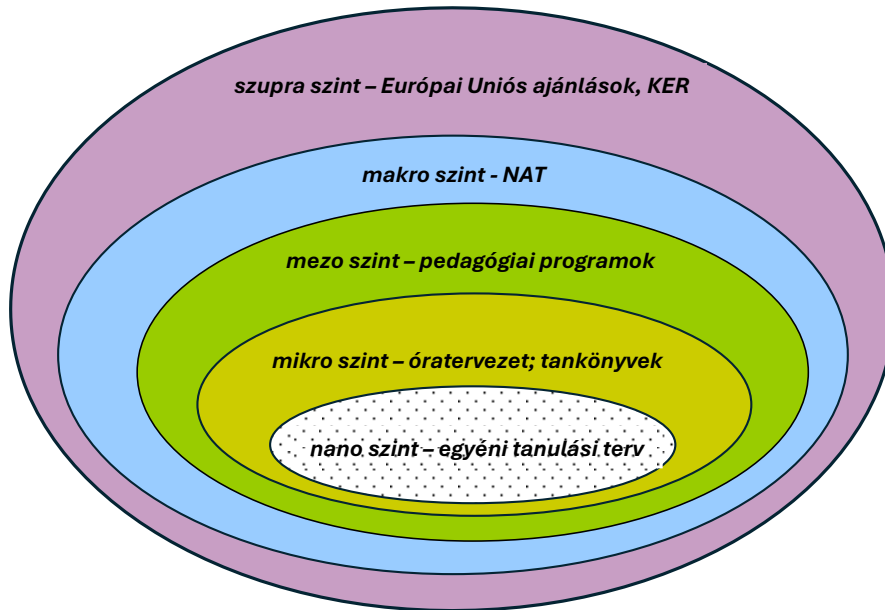 szupra szint – Európai Uniós ajánlások, KER
makro szint - NAT
mezo szint – pedagógiai programok
mikro szint – óratervezet; tankönyvek
nano szint – egyéni tanulási terv